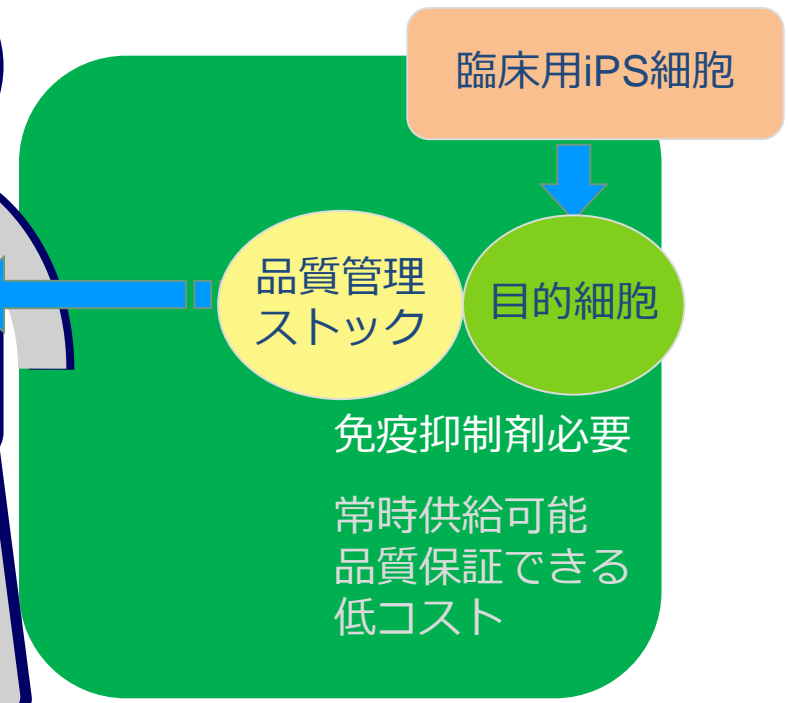 臨床用iPS細胞
品質管理
ストック
目的細胞
免疫抑制剤必要
常時供給可能
品質保証できる
低コスト